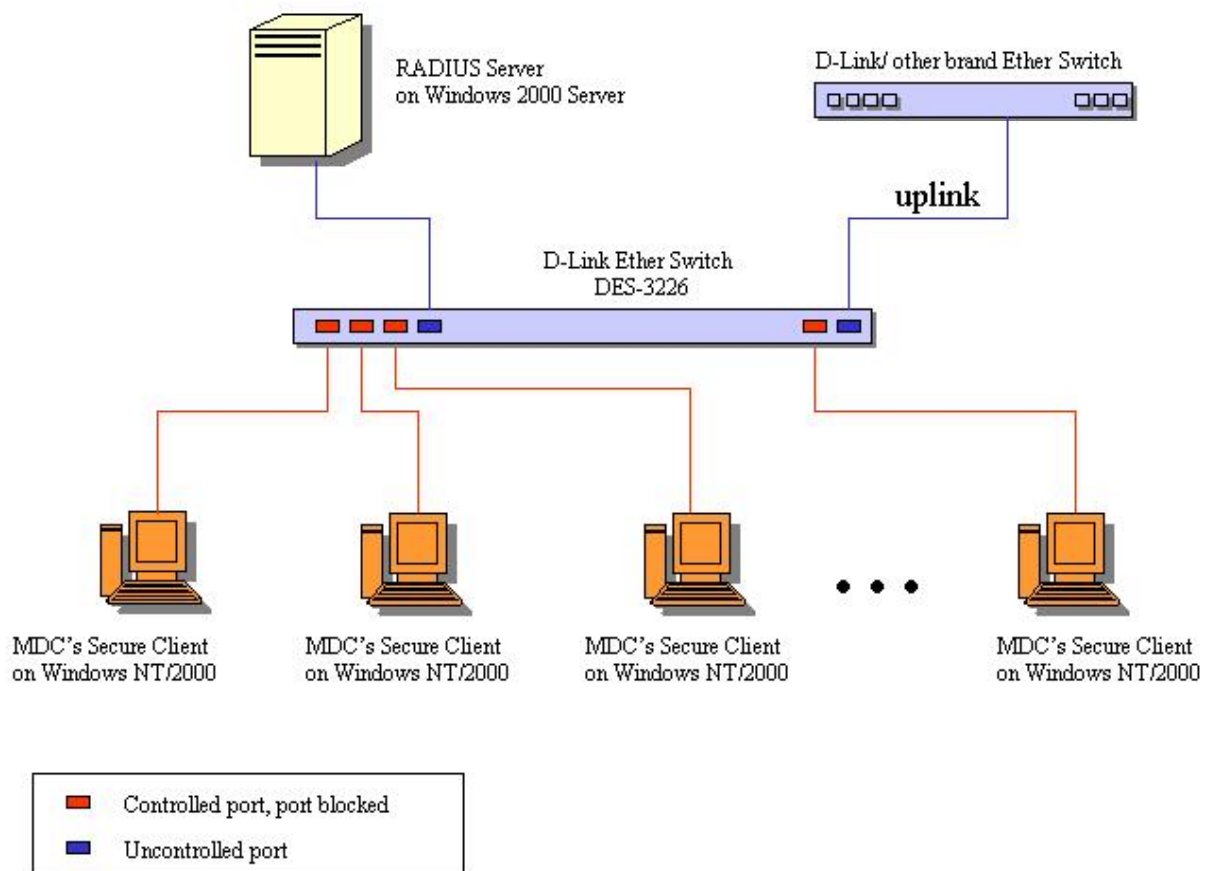 RADIUS Server
on Windows 2000 Server
D-Link/ other brand Ether Switch
uplink
D-Link Ether Switch
DES-3226
MDC's Secure Client
on Windows NT/2000
MDC's Secure Client
on Windows NT/2000
MDC's Secure Client
on Windows NT/2000
MDC's Secure Client
on Windows NT/2000
Controlled port, port blocked
Uncontrolled port